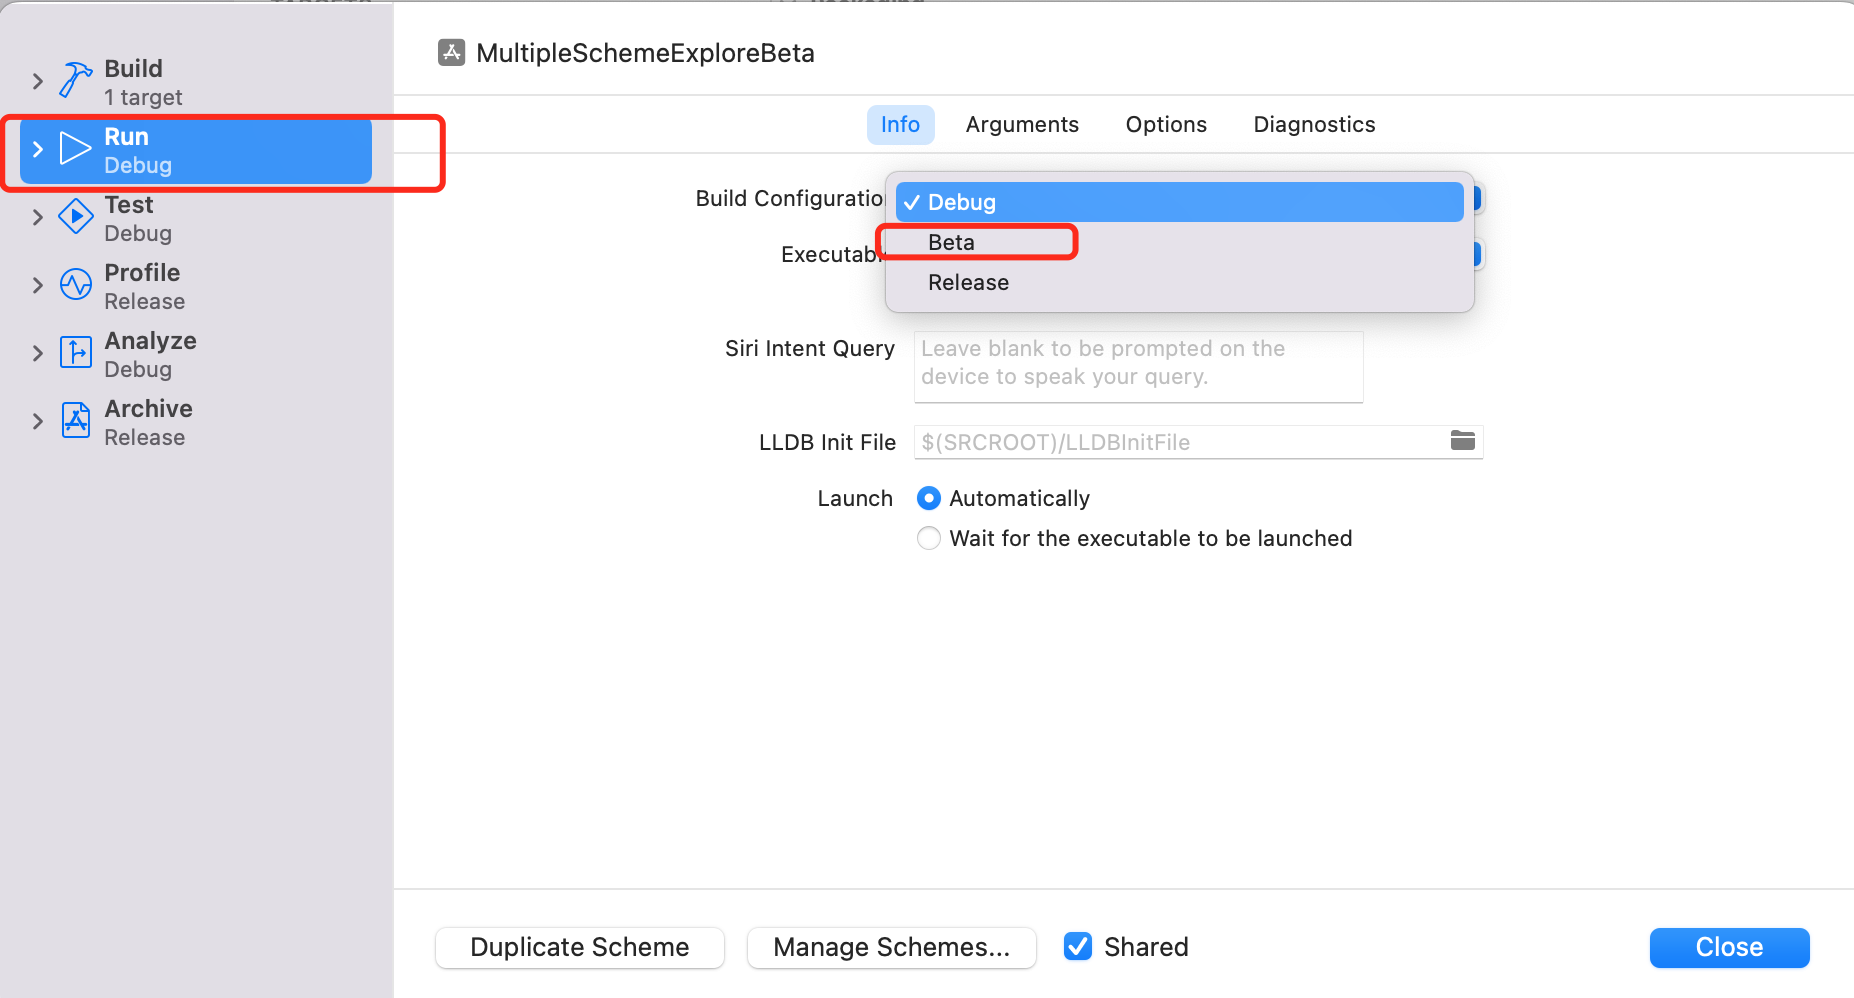 Build
1 target
Run
Debug
Test
Debug
Profile
Release
Analyze
Debug
Archive
Release
MultipleSchemeExploreBeta
Info Arguments Options Diagnostics
Build Configuration
Debug
Beta
Release
Siri Intent Query
Leave blank to be prompted on the
device to speak your query.
LLDB Init File
$(SRCROOT)/LLDBInitFile
Launch
Automatically
Wait for the executable to be launched
Duplicate Scheme
Manage Schemes...
Shared
Close